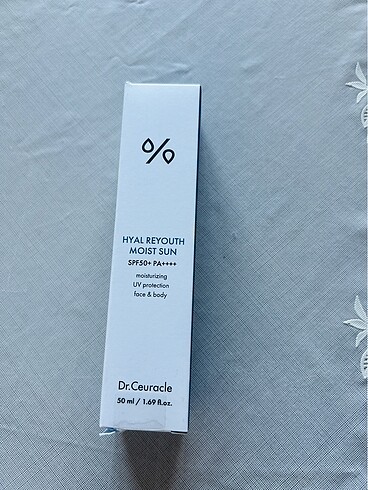 %
HYAL REYOUTH
MOIST SUN
SPF50+ PA++++
moisturizing
UV protection
face & body
Dr.Ceuracle
50 ml / 1.69 fl.oz.